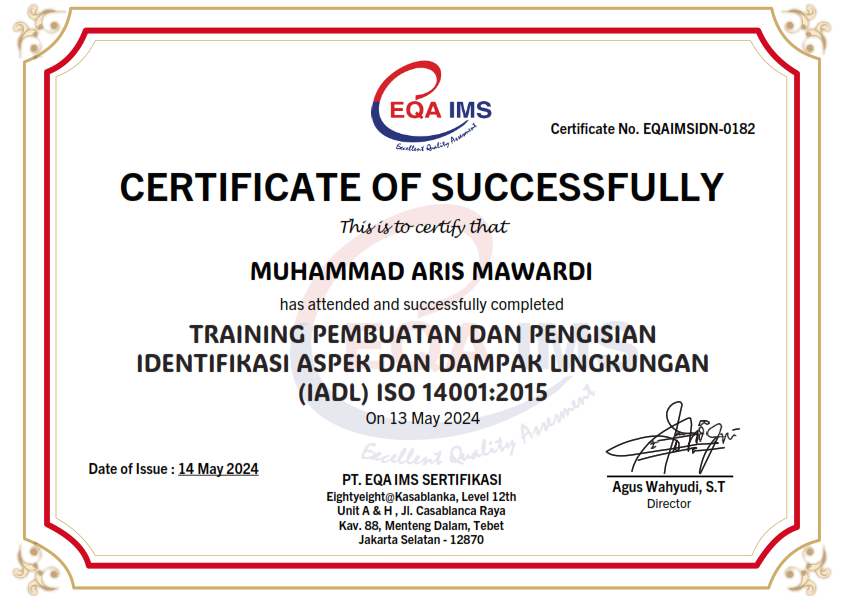 EQA IMS
Excellent Quality Assessment
Certificate No. EQAIMSIDN-0182
CERTIFICATE OF SUCCESSFULLY
This is to certify that
MUHAMMAD ARIS MAWARDI
has attended and successfully completed
TRAINING PEMBUATAN DAN PENGISIAN
IDENTIFIKASI ASPEK DAN DAMPAK LINGKUNGAN
(IADL) ISO 14001:2015
On 13 May 2024
EQA IMS
Excellent Quality Assesment
Date of Issue : 14 May 2024
PT. EQA IMS SERTIFIKASI
Eightyeight@Kasablanka, Level 12th
Unit A & H , Jl. Casablanca Raya
Kav. 88, Menteng Dalam, Tebet
Jakarta Selatan - 12870
Agus Wahyudi, S.T
Director